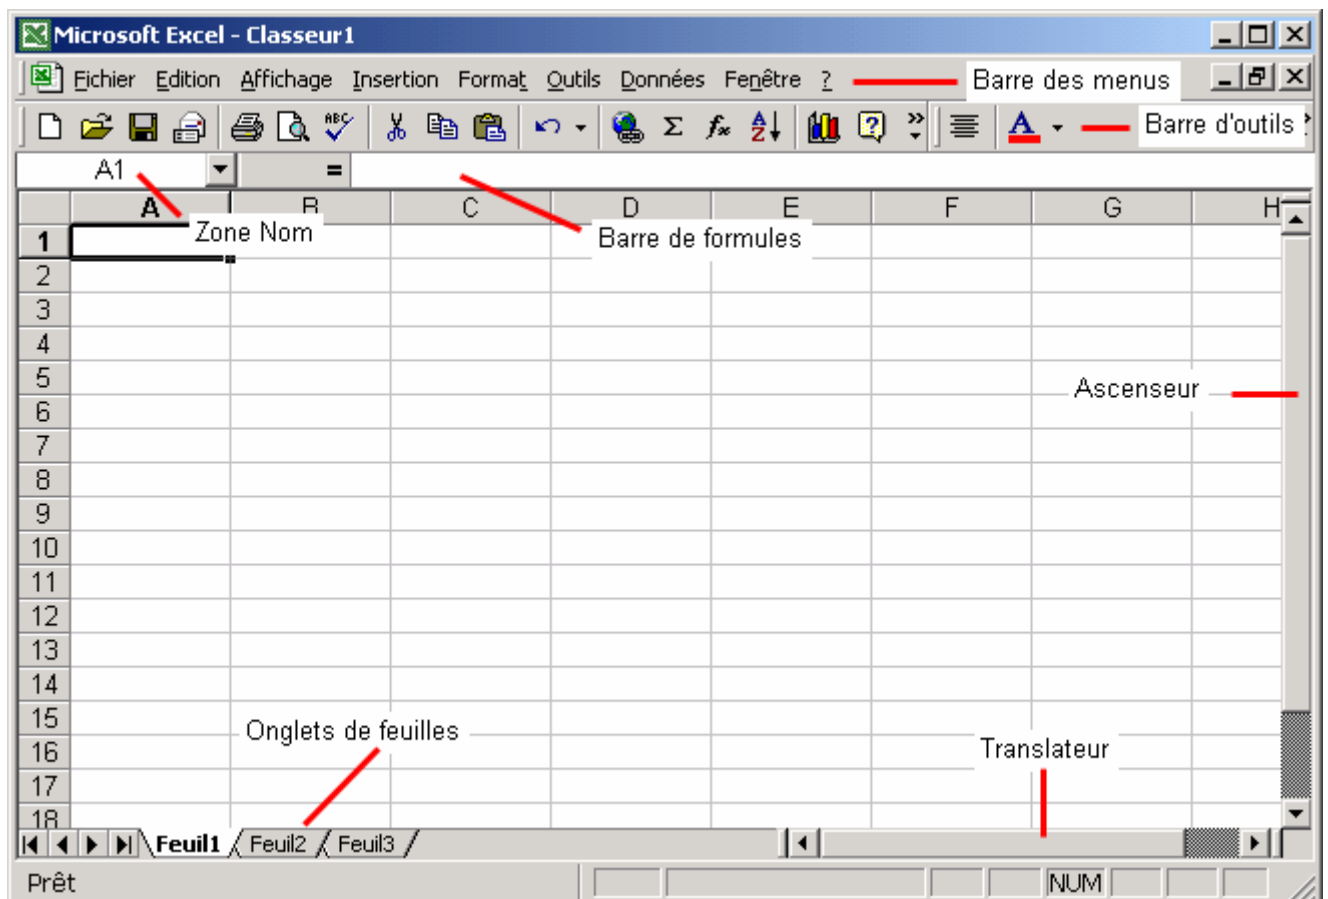 Microsoft Excel - Classeur1
Fichier Edition Affichage Insertion Format Outils Données Fenêtre ? Barre des menus
ABC Σ fx A Z » A Barre d'outils
A1 =
A B C D E F G H
Zone Nom Barre de formules
1
2
3
4
5
Ascenseur
6
7
8
9
10
11
12
13
14
15
Onglets de feuilles
16 Translateur
17
18
Feuil1 Feuil2 Feuil3
Prêt NUM